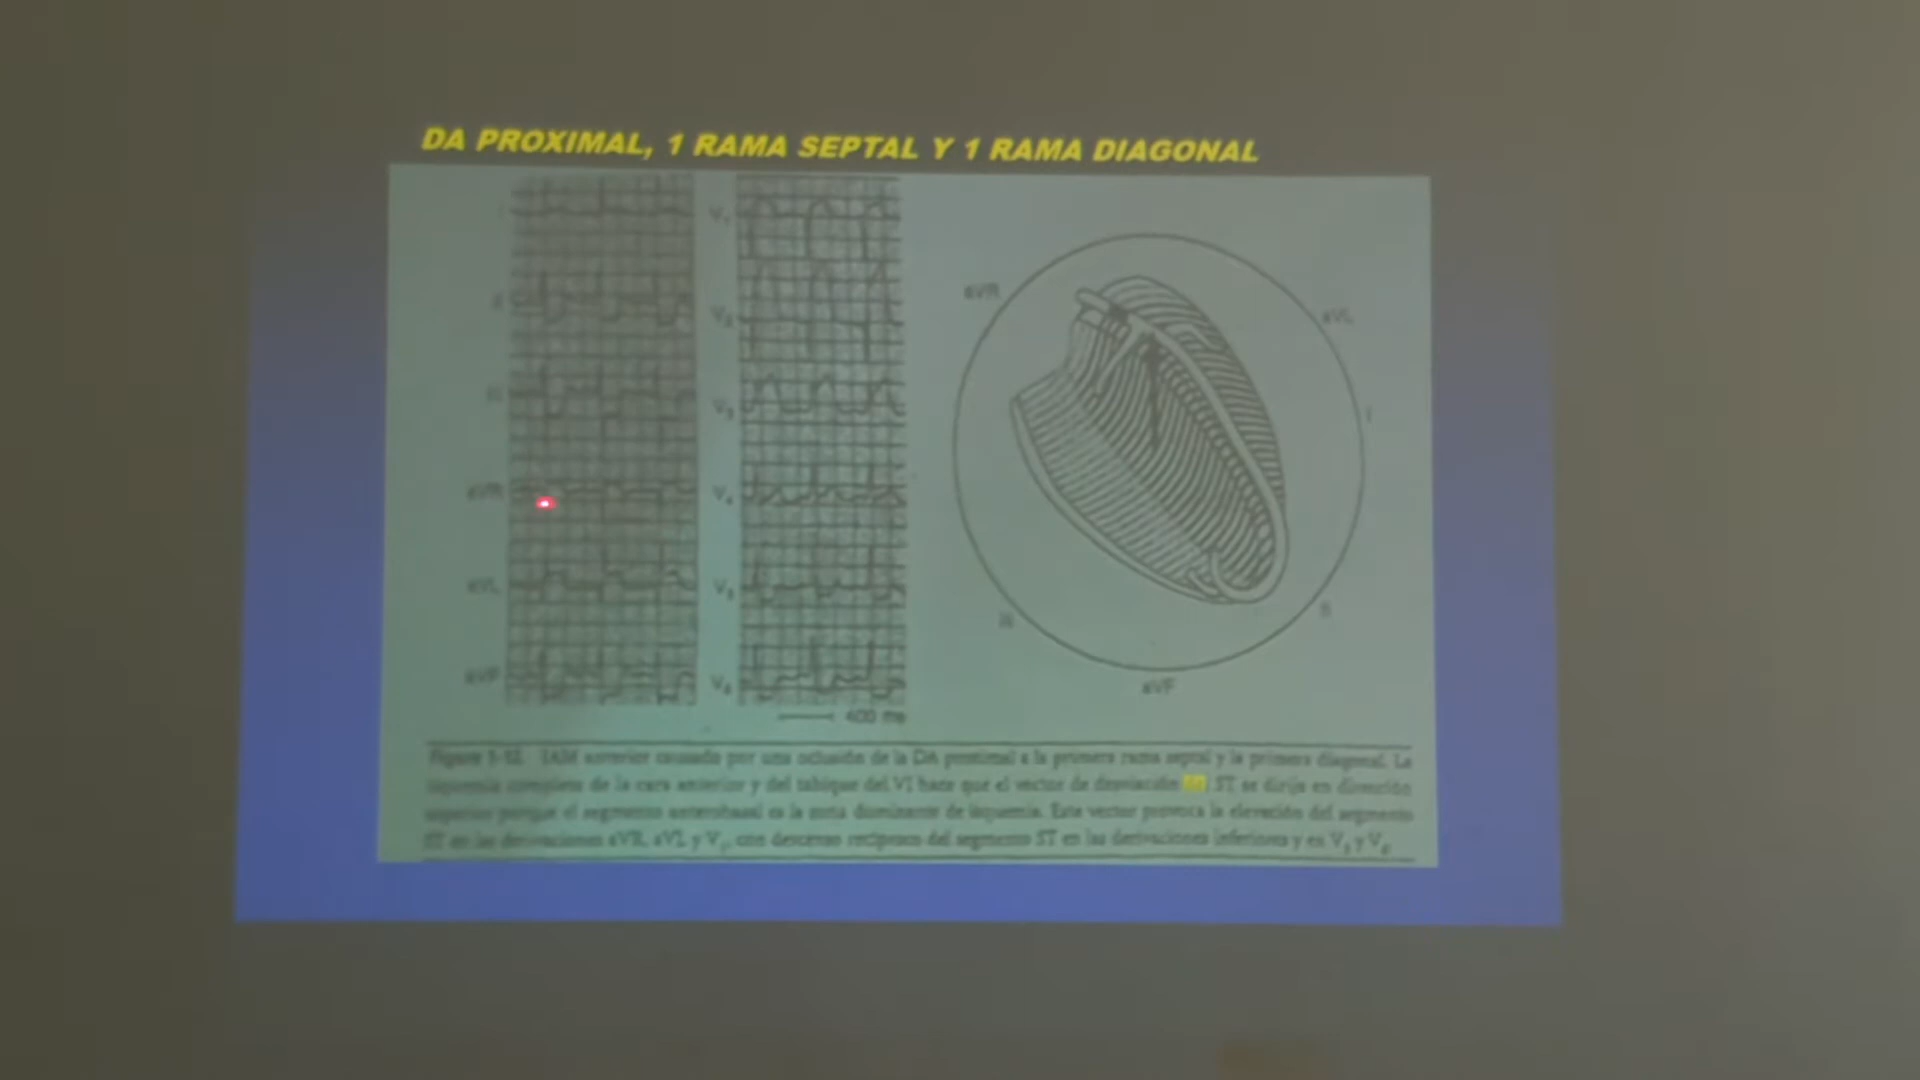 DA PROXIMAL, 1 RAMA SEPTAL Y 1 RAMA DIAGONAL
I
II
III
aVR
aVL
aVF
V1
V2
V3
V4
V5
V6
400 ms
aVR
aVL
I
II
III
aVF
Figure 1-12. IAM anterior causado por una oclusión de la DA proximal a la primera rama septal y la primera diagonal. La
isquemia completa de la cara anterior y del tabique del VI hace que el vector de desviación ST se dirija en dirección
superior porque el segmento anterobasal es la zona dominante de isquemia. Este vector provoca la elevación del segmento
ST en las derivaciones aVR, aVL y V1, con descenso recíproco del segmento ST en las derivaciones inferiores y en V5 y V6.